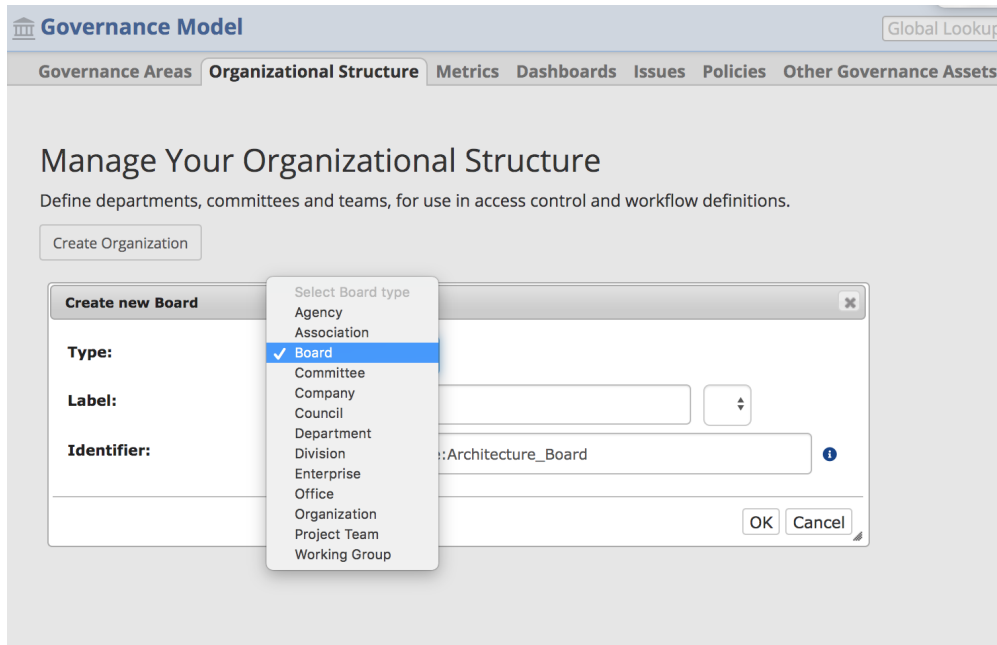 Governance Model
Global Lookup
Governance Areas Organizational Structure Metrics Dashboards Issues Policies Other Governance Assets
Manage Your Organizational Structure
Define departments, committees and teams, for use in access control and workflow definitions.
Create Organization
Create new Board
Type:
Label:
Identifier:
Select Board type
Agency
Association
Board
Committee
Company
Council
Department
Division
Enterprise
Office
Organization
Project Team
Working Group
:Architecture_Board
OK Cancel